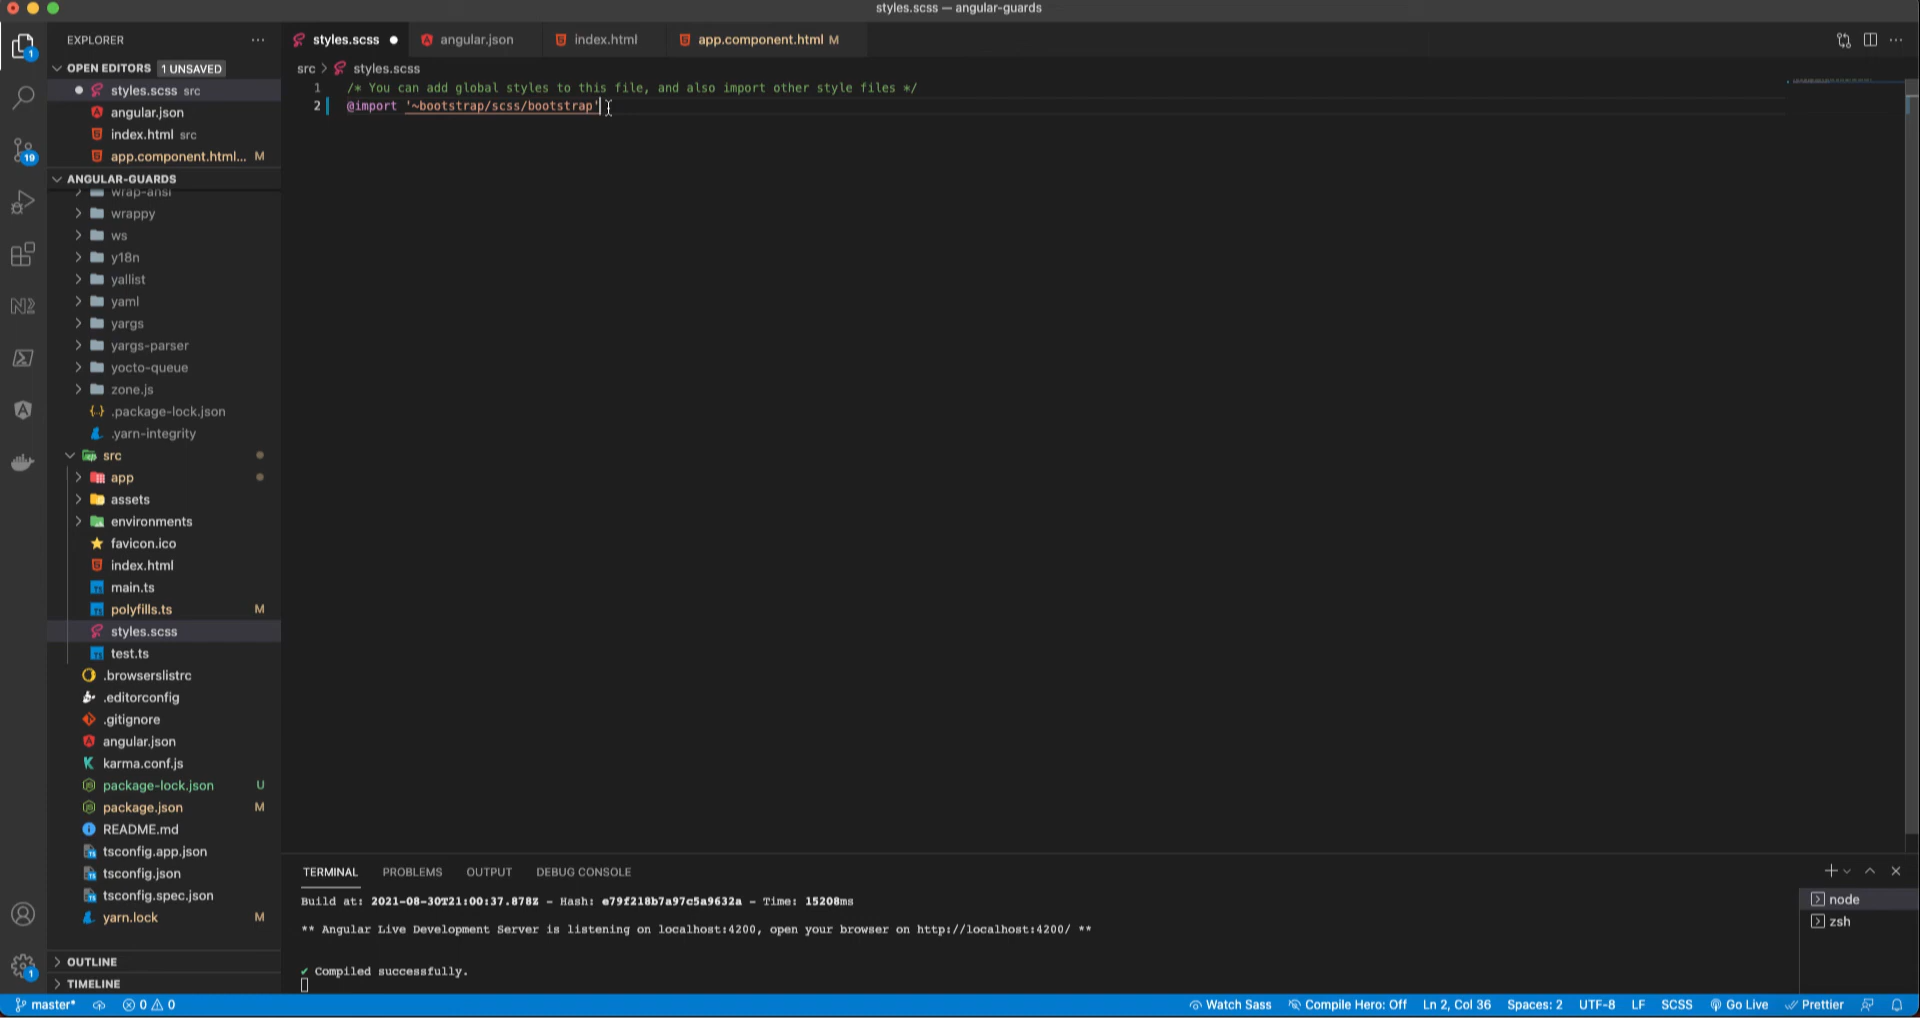 styles.scss — angular-guards
EXPLORER
OPEN EDITORS 1 UNSAVED
styles.scss src
angular.json
index.html src
app.component.html... M
ANGULAR-GUARDS
wrap-ansi
wrappy
ws
y18n
yallist
yaml
yargs
yargs-parser
yocto-queue
zone.js
.package-lock.json
.yarn-integrity
src
app
assets
environments
favicon.ico
index.html
main.ts
polyfills.ts M
styles.scss
test.ts
.browserslistrc
.editorconfig
.gitignore
angular.json
karma.conf.js
package-lock.json U
package.json M
README.md
tsconfig.app.json
tsconfig.json
tsconfig.spec.json
yarn.lock M
OUTLINE
TIMELINE
1
19
1
styles.scss
angular.json
index.html
app.component.html M
src > styles.scss
1 /* You can add global styles to this file, and also import other style files */
2 @import '~bootstrap/scss/bootstrap'
TERMINAL PROBLEMS OUTPUT DEBUG CONSOLE
Build at: 2021-08-30T21:00:37.878Z - Hash: e79f218b7a97c5a9632a - Time: 15208ms
** Angular Live Development Server is listening on localhost:4200, open your browser on http://localhost:4200/ **
✔ Compiled successfully.
node
zsh
master* 0 0 Watch Sass Compile Hero: Off Ln 2, Col 36 Spaces: 2 UTF-8 LF SCSS Go Live Prettier